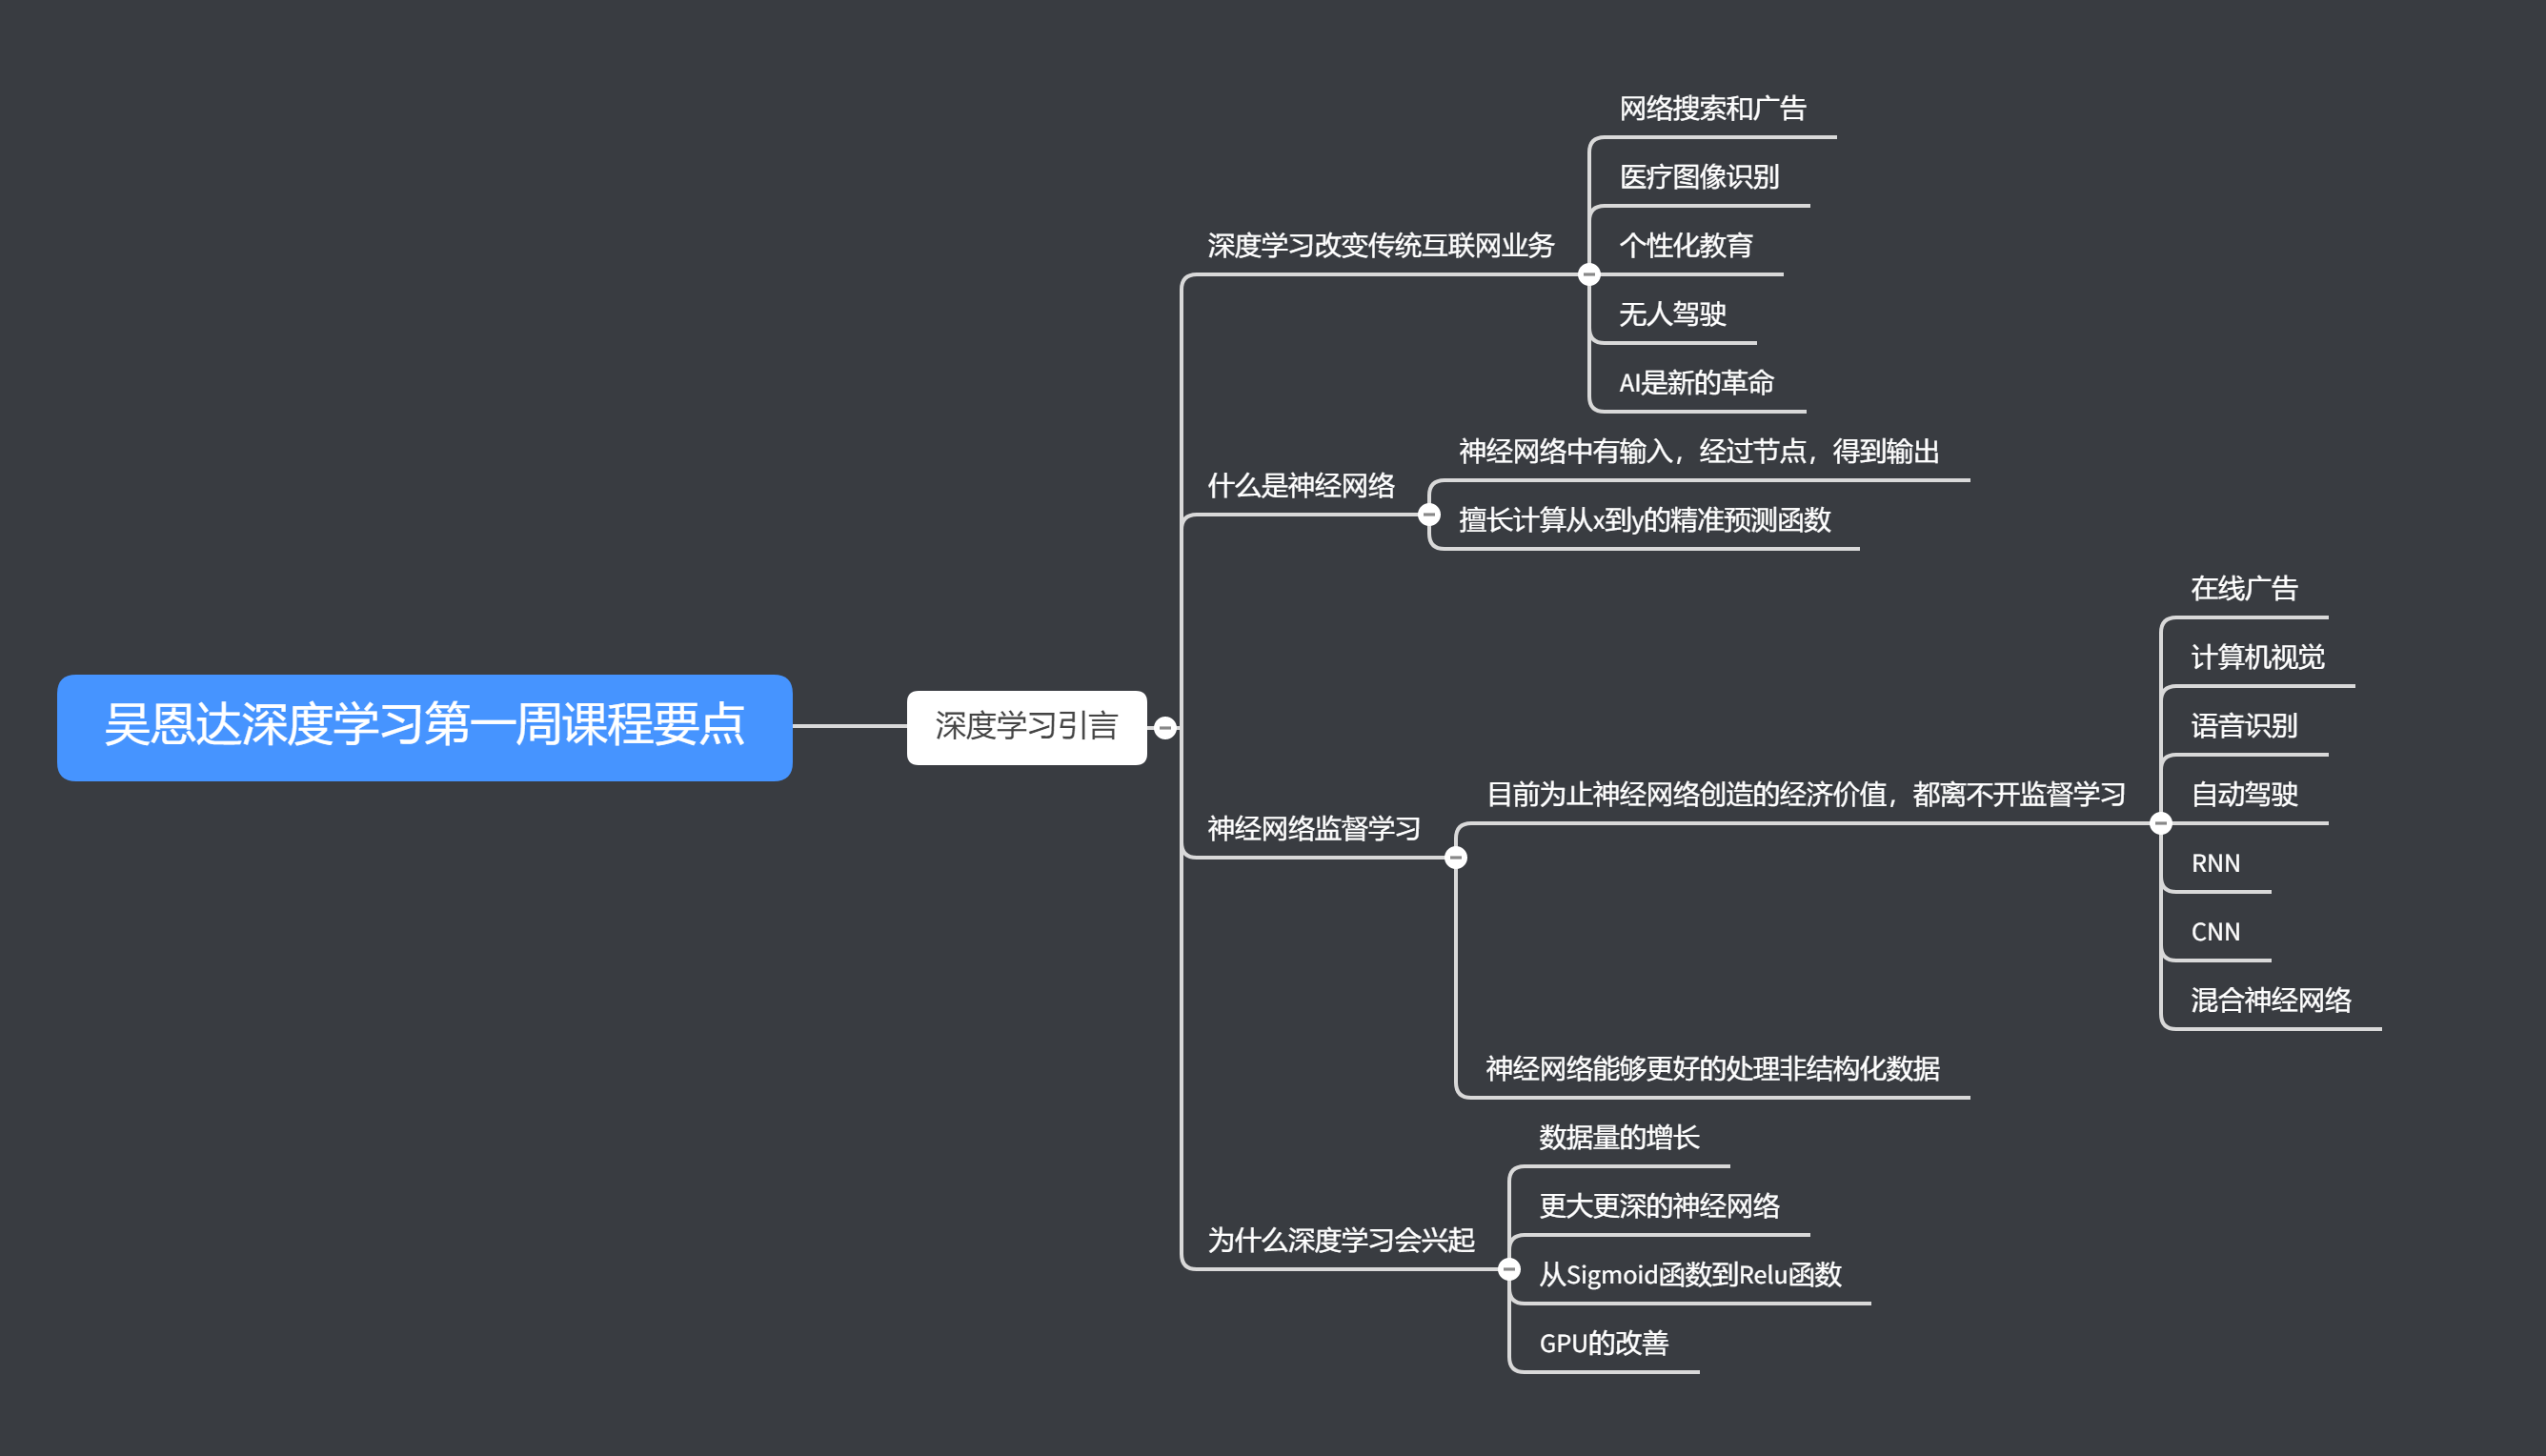 吴恩达深度学习第一周课程要点
深度学习引言
深度学习改变传统互联网业务
网络搜索和广告
医疗图像识别
个性化教育
无人驾驶
AI是新的革命
什么是神经网络
神经网络中有输入，经过节点，得到输出
擅长计算从x到y的精准预测函数
神经网络监督学习
目前为止神经网络创造的经济价值，都离不开监督学习
在线广告
计算机视觉
语音识别
自动驾驶
RNN
CNN
混合神经网络
神经网络能够更好的处理非结构化数据
为什么深度学习会兴起
数据量的增长
更大更深的神经网络
从Sigmoid函数到Relu函数
GPU的改善